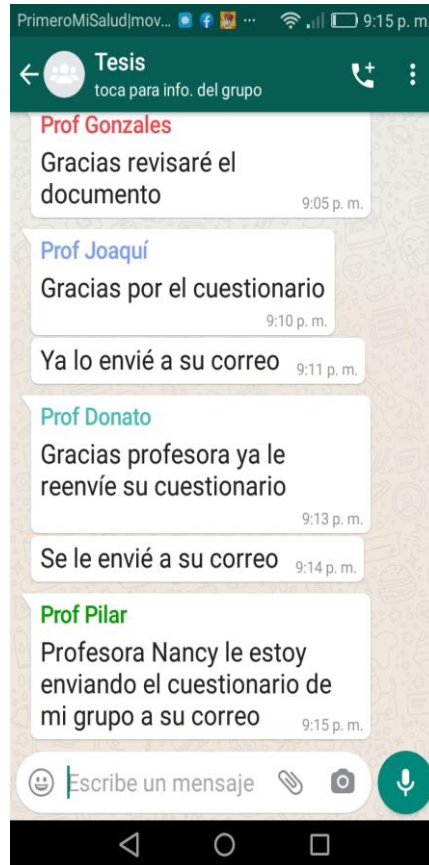 PrimeroMiSalud|mov... ... 9:15 p. m.
Tesis
toca para info. del grupo
Prof Gonzales
Gracias revisaré el
documento
9:05 p. m.
Prof Joaquí
Gracias por el cuestionario
9:10 p. m.
Ya lo envié a su correo 9:11 p. m.
Prof Donato
Gracias profesora ya le
reenvíe su cuestionario
9:13 p. m.
Se le envié a su correo 9:14 p. m.
Prof Pilar
Profesora Nancy le estoy
enviando el cuestionario de
mi grupo a su correo 9:15 p. m.
Escribe un mensaje